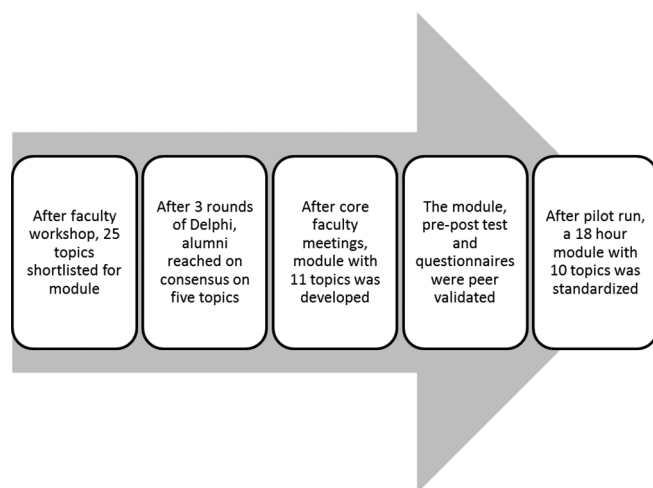 After faculty
workshop, 25
topics
shortlisted for
module
After 3 rounds
of Delphi,
alumni
reached on
consensus on
five topics
After core
faculty
meetings,
module with
11 topics was
developed
The module,
pre-post test
and
questionnaires
were peer
validated
After pilot run,
a 18 hour
module with
10 topics was
standardized